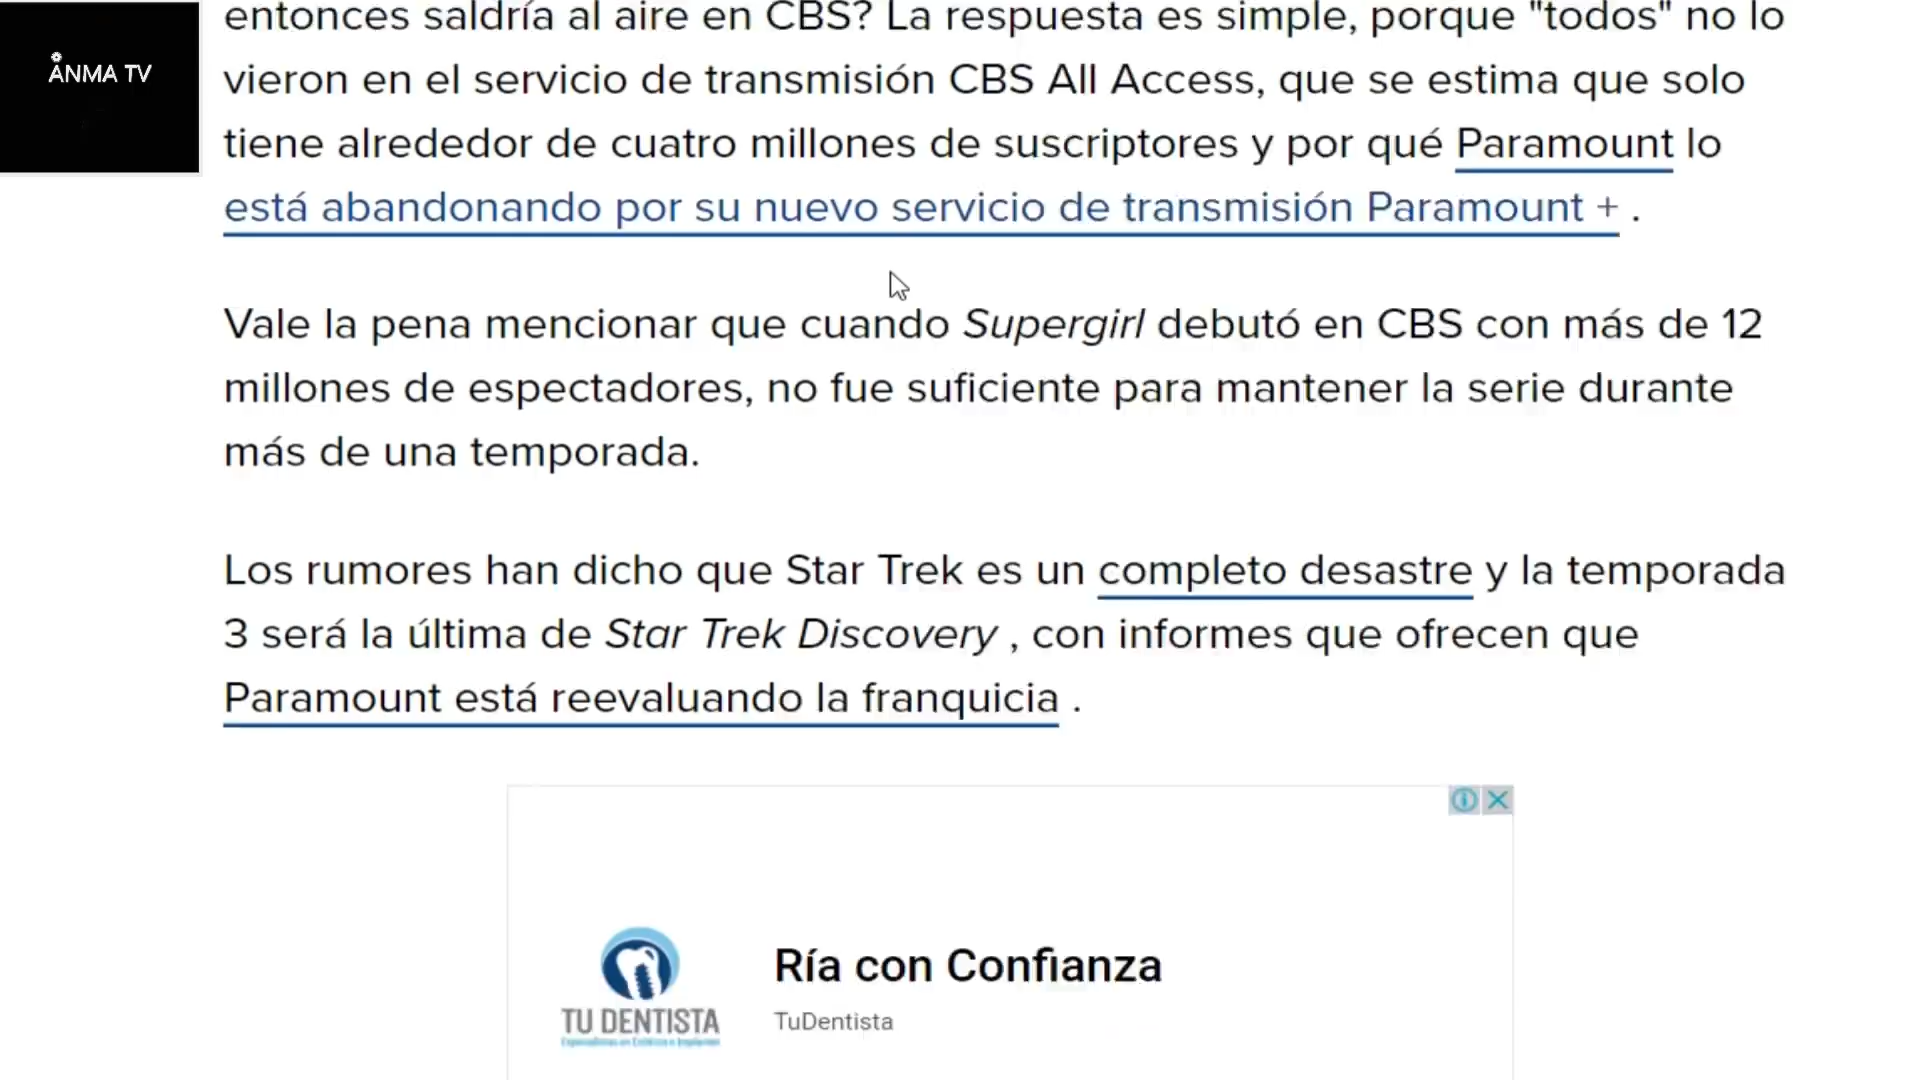 ANMA TV
entonces saldría al aire en CBS? La respuesta es simple, porque "todos" no lo
vieron en el servicio de transmisión CBS All Access, que se estima que solo
tiene alrededor de cuatro millones de suscriptores y por qué Paramount lo
está abandonando por su nuevo servicio de transmisión Paramount + .
Vale la pena mencionar que cuando Supergirl debutó en CBS con más de 12
millones de espectadores, no fue suficiente para mantener la serie durante
más de una temporada.
Los rumores han dicho que Star Trek es un completo desastre y la temporada
3 será la última de Star Trek Discovery , con informes que ofrecen que
Paramount está reevaluando la franquicia .
Ría con Confianza
TU DENTISTA
TuDentista